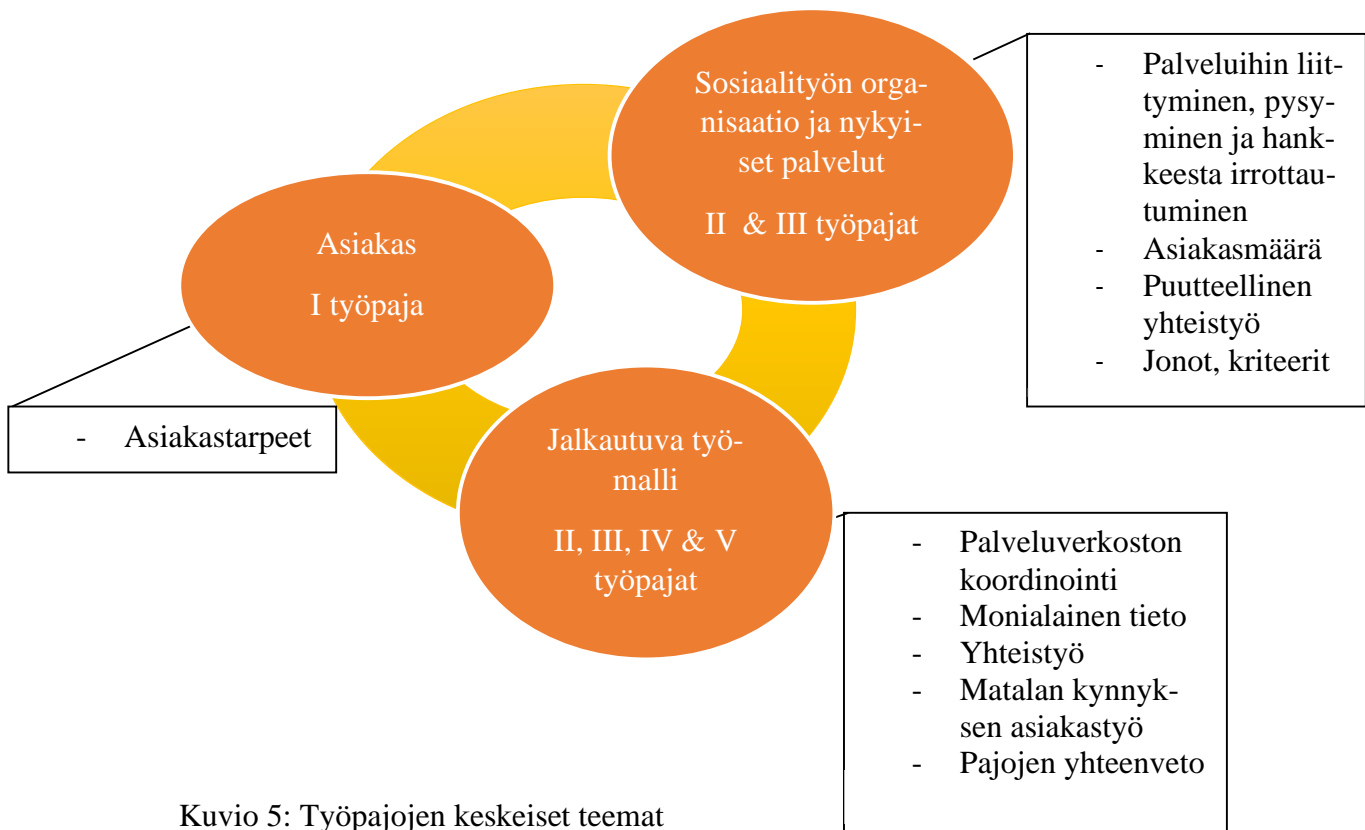 Sosiaalityön orga-
nisaatio ja nykyi-
set palvelut
II & III työpajat
- Palveluihin liit-
tyminen, pysy-
minen ja hank-
keesta irrottau-
tuminen
- Asiakasmäärä
- Puutteellinen
yhteistyö
- Jonot, kriteerit
Asiakas
I työpaja
- Asiakastarpeet
Jalkautuva työ-
malli
II, III, IV & V
työpajat
- Palveluverkoston
koordinointi
- Monialainen tieto
- Yhteistyö
- Matalan kynnyk-
sen asiakastyö
- Pajojen yhteenveto
Kuvio 5: Työpajojen keskeiset teemat